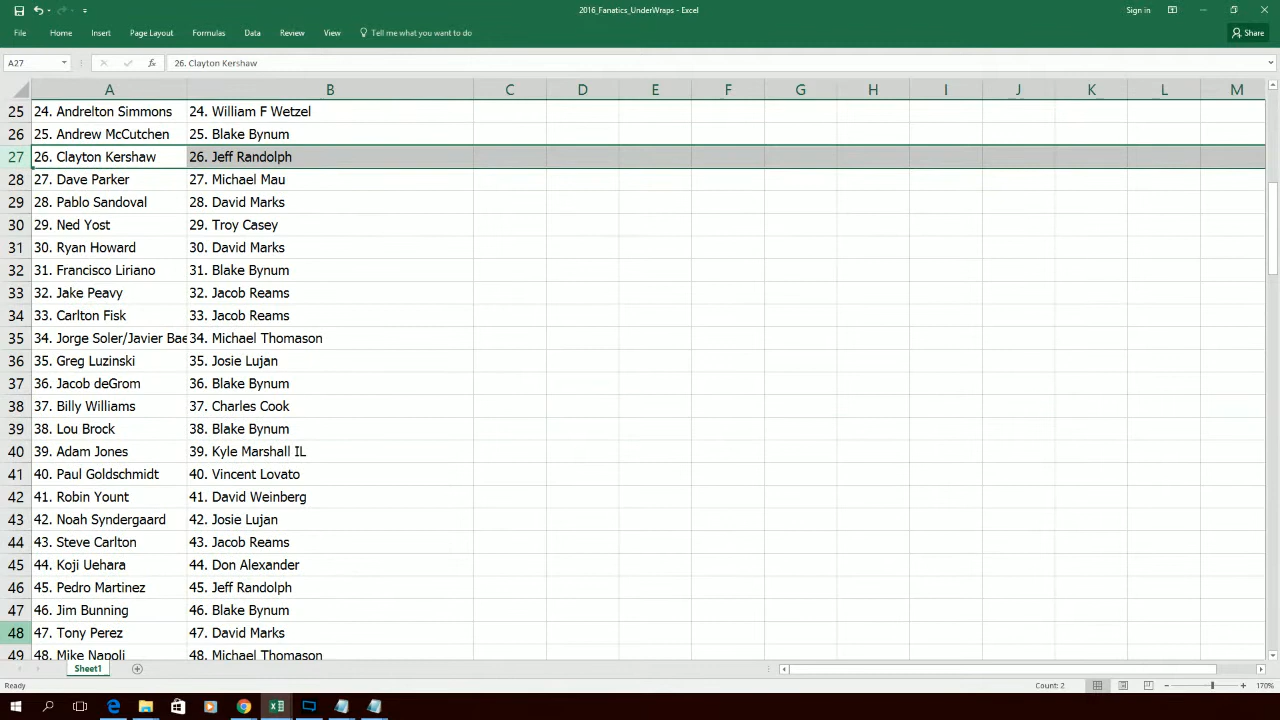 2016_Fanatics_UnderWraps - Excel
Sign in
File Home Insert Page Layout Formulas Data Review View Tell me what you want to do Share
A27 fx 26. Clayton Kershaw
A B C D E F G H I J K L M
25 24. Andrelton Simmons 24. William F Wetzel
26 25. Andrew McCutchen 25. Blake Bynum
27 26. Clayton Kershaw 26. Jeff Randolph
28 27. Dave Parker 27. Michael Mau
29 28. Pablo Sandoval 28. David Marks
30 29. Ned Yost 29. Troy Casey
31 30. Ryan Howard 30. David Marks
32 31. Francisco Liriano 31. Blake Bynum
33 32. Jake Peavy 32. Jacob Reams
34 33. Carlton Fisk 33. Jacob Reams
35 34. Jorge Soler/Javier Bae 34. Michael Thomason
36 35. Greg Luzinski 35. Josie Lujan
37 36. Jacob deGrom 36. Blake Bynum
38 37. Billy Williams 37. Charles Cook
39 38. Lou Brock 38. Blake Bynum
40 39. Adam Jones 39. Kyle Marshall IL
41 40. Paul Goldschmidt 40. Vincent Lovato
42 41. Robin Yount 41. David Weinberg
43 42. Noah Syndergaard 42. Josie Lujan
44 43. Steve Carlton 43. Jacob Reams
45 44. Koji Uehara 44. Don Alexander
46 45. Pedro Martinez 45. Jeff Randolph
47 46. Jim Bunning 46. Blake Bynum
48 47. Tony Perez 47. David Marks
49 48. Mike Napoli 48. Michael Thomason
Sheet1
Ready Count: 2 170%